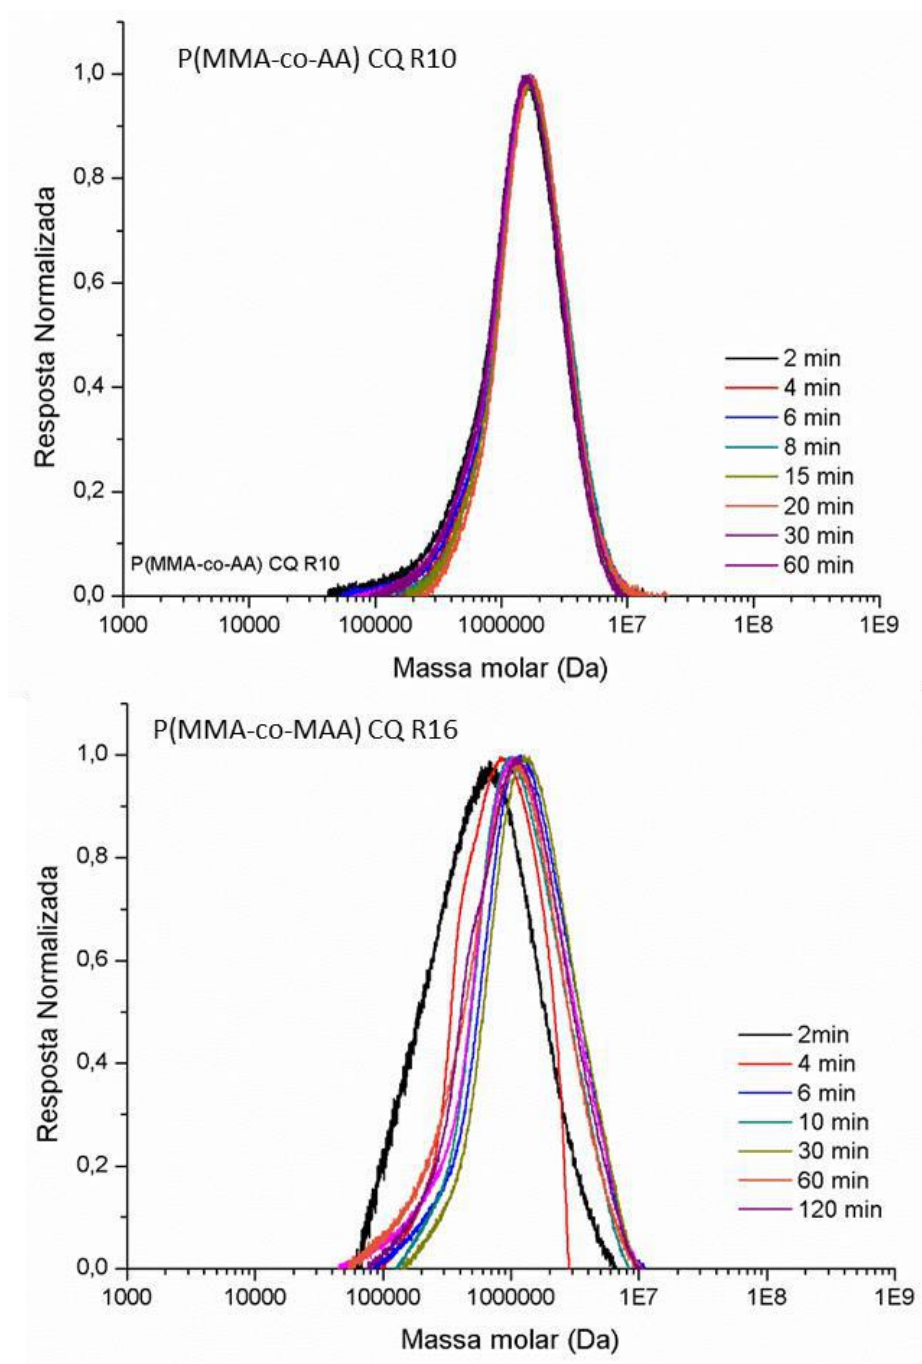 P(MMA-co-AA) CQ R10
1,0
0,8
0,6
0,4
0,2
0,0
Resposta Normalizada
2 min
4 min
6 min
8 min
15 min
20 min
30 min
60 min
P(MMA-co-AA) CQ R10
1000 10000 100000 1000000 1E7 1E8 1E9
Massa molar (Da)
P(MMA-co-MAA) CQ R16
1,0
0,8
0,6
0,4
0,2
0,0
Resposta Normalizada
2min
4 min
6 min
10 min
30 min
60 min
120 min
1000 10000 100000 1000000 1E7 1E8 1E9
Massa molar (Da)